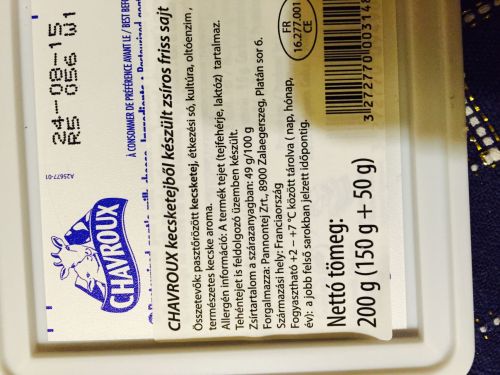 24-08-15
R5 056 W1
À CONSOMMER DE PRÉFÉRENCE AVANT LE / BEST BEF
A25677-01
CHAVROUX
CHAVROUX kecsketejből készült zsíros friss sajt
Összetevők: pasztőrözött kecsketej, étkezési só, kultúra, oltóenzim,
természetes kecske aroma.
Allergén információ: A termék tejet (tejfehérje, laktóz) tartalmaz.
Tehéntejet is feldolgozó üzemben készült.
Zsírtartalom a szárazanyagban: 49 g/100 g
Forgalmazza: Pannontej Zrt., 8900 Zalaegerszeg, Platán sor 6.
Származási hely: Franciaország
Fogyasztható +2 – +7 °C között tárolva ( nap, hónap,
év): a jobb felső sarokban jelzett időpontig.
Nettó tömeg:
200 g (150 g + 50 g)
FR
16.277.001
CE